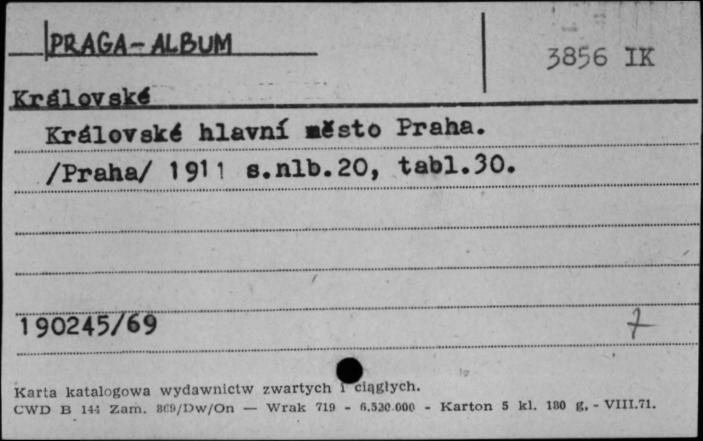 PRAGA-ALBUM
3856 IK
Královské
Královské hlavní město Praha.
/Praha/ 1911 s.nlb.20, tabl.30.
190245/69
7
Karta katalogowa wydawnictw zwartych i ciągłych.
CWD B 144 Zam. 869/Dw/On — Wrak 719 - 6.520.000 - Karton 5 kl. 180 g. - VIII.71.